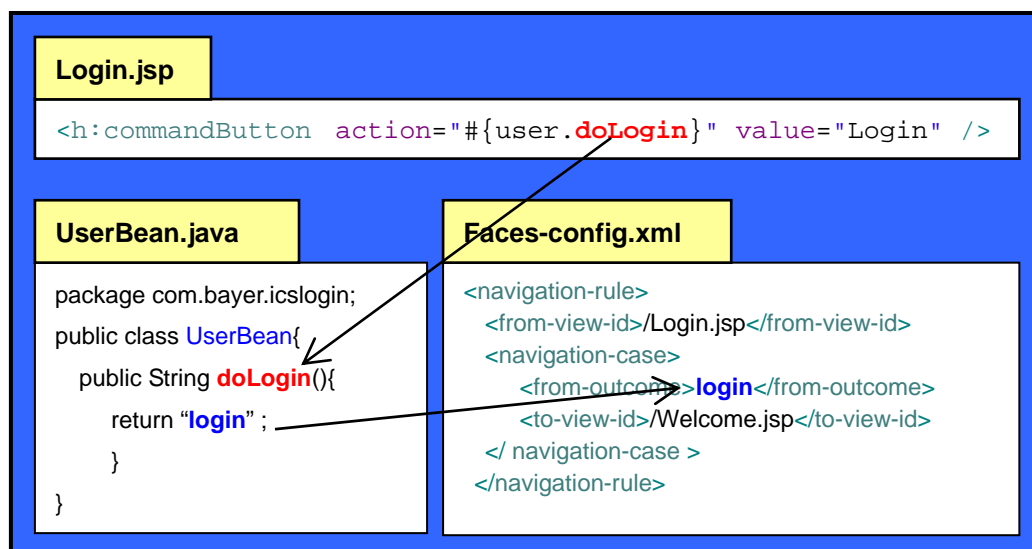 Login.jsp
<h:commandButton action="#{user.doLogin}" value="Login" />
UserBean.java
package com.bayer.icslogin;
public class UserBean{
public String doLogin(){
return “login” ;
}
}
Faces-config.xml
<navigation-rule>
<from-view-id>/Login.jsp</from-view-id>
<navigation-case>
<from-outcome>login</from-outcome>
<to-view-id>/Welcome.jsp</to-view-id>
</ navigation-case >
</navigation-rule>